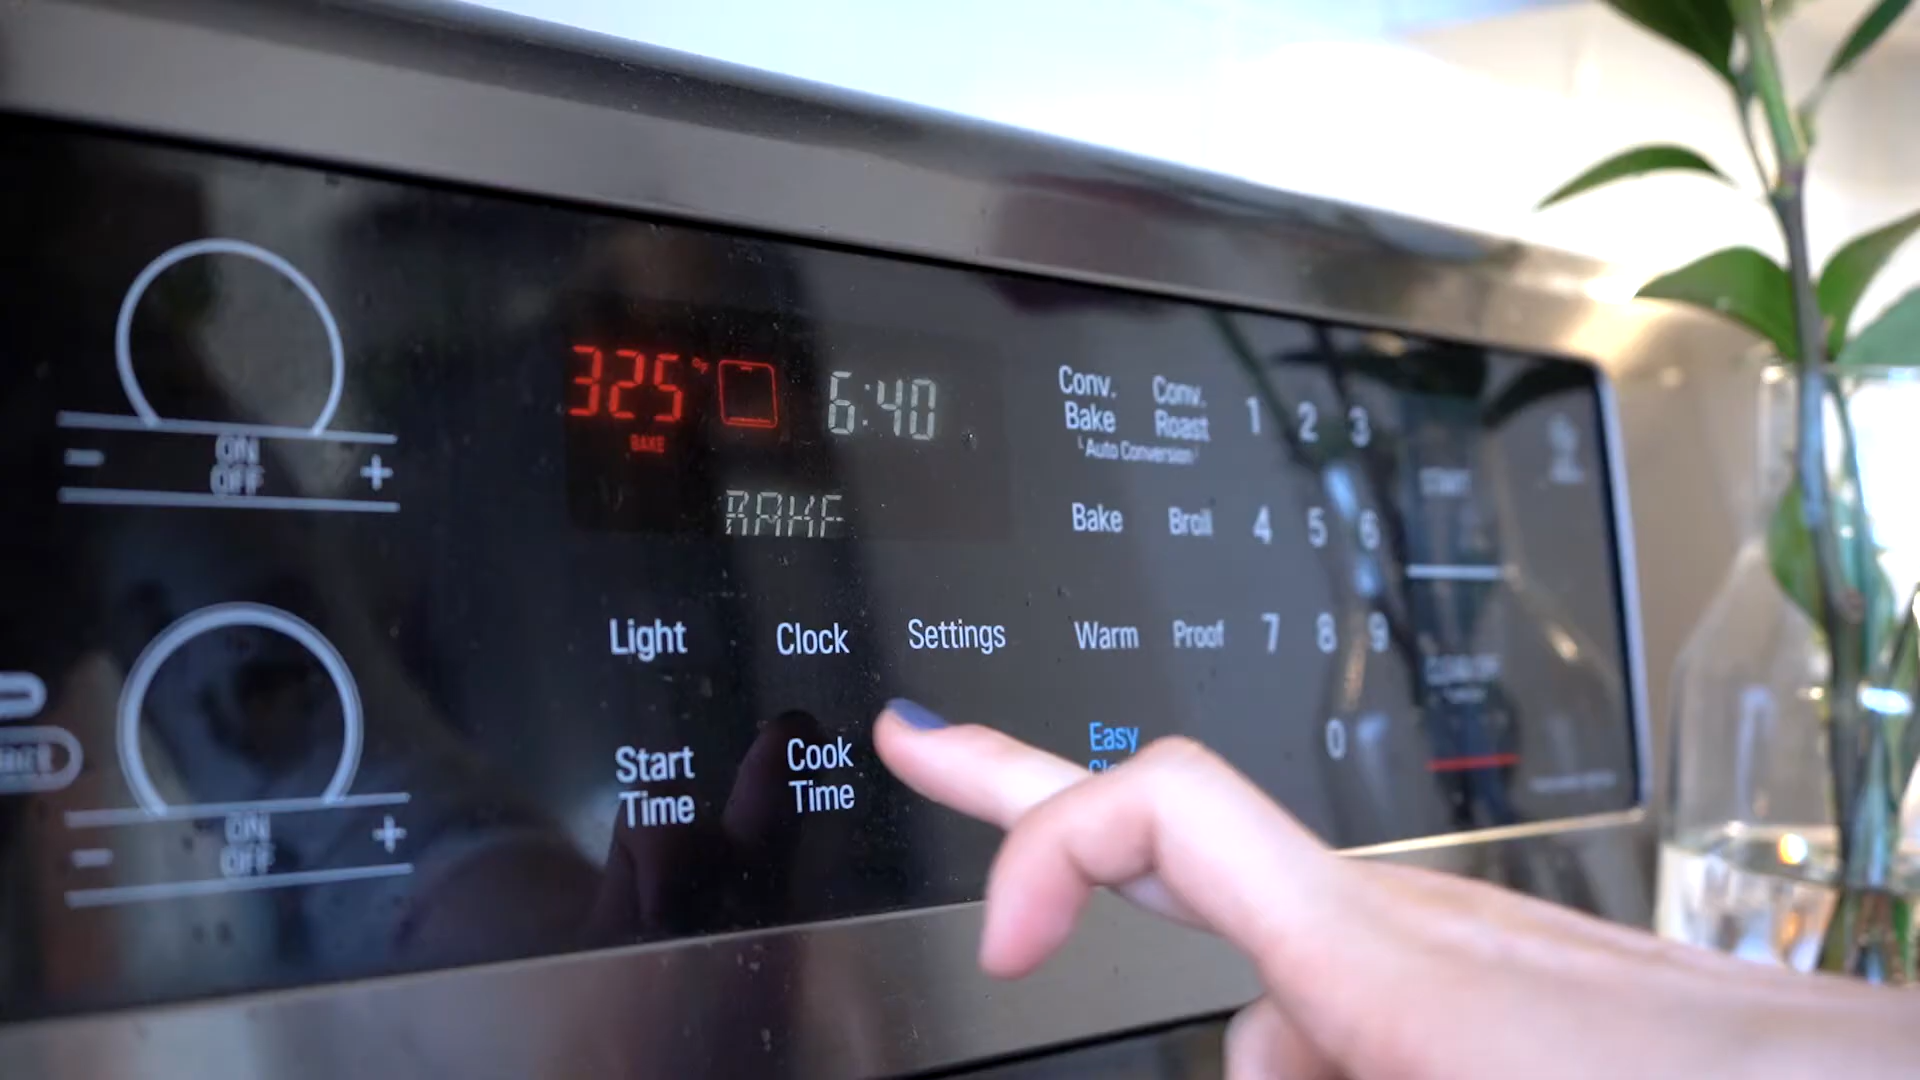 325°F 6:40
BAKE
BAKE
ON
OFF
- +
ON
OFF
- +
Light Clock Settings
Start
Time
Cook
Time
Conv.
Bake
Conv.
Roast
Auto Conversion
Bake Broil
Warm Proof
Easy
1 2 3
4 5 6
7 8 9
0
START